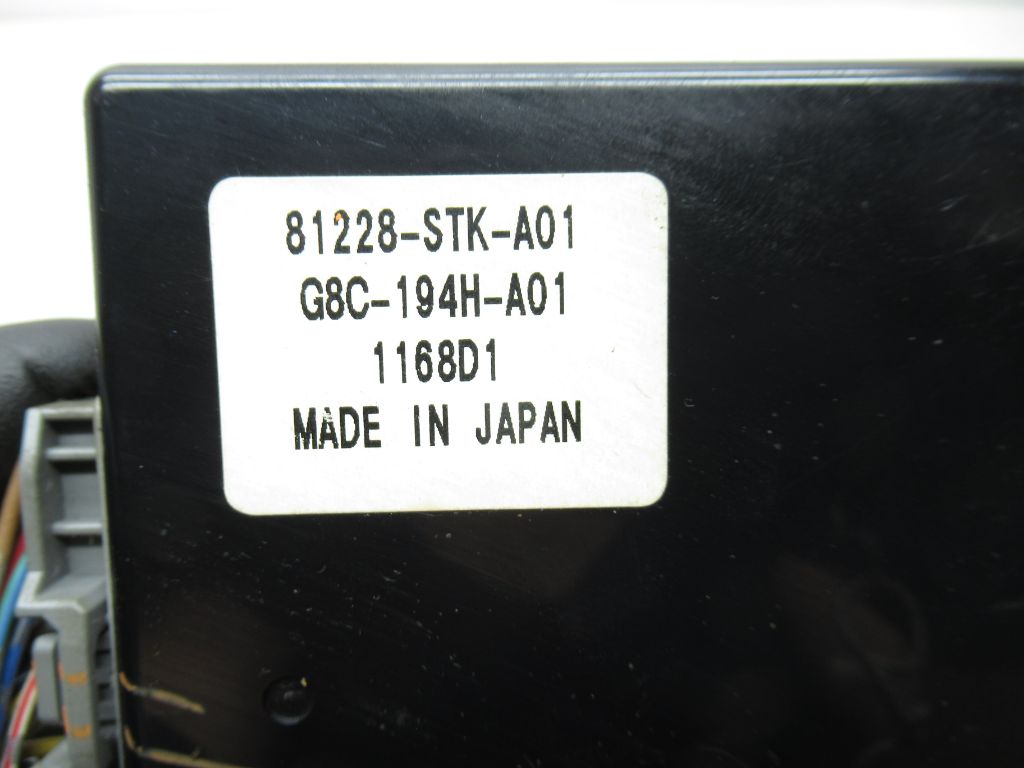 81228-STK-A01
G8C-194H-A01
1168D1
MADE IN JAPAN